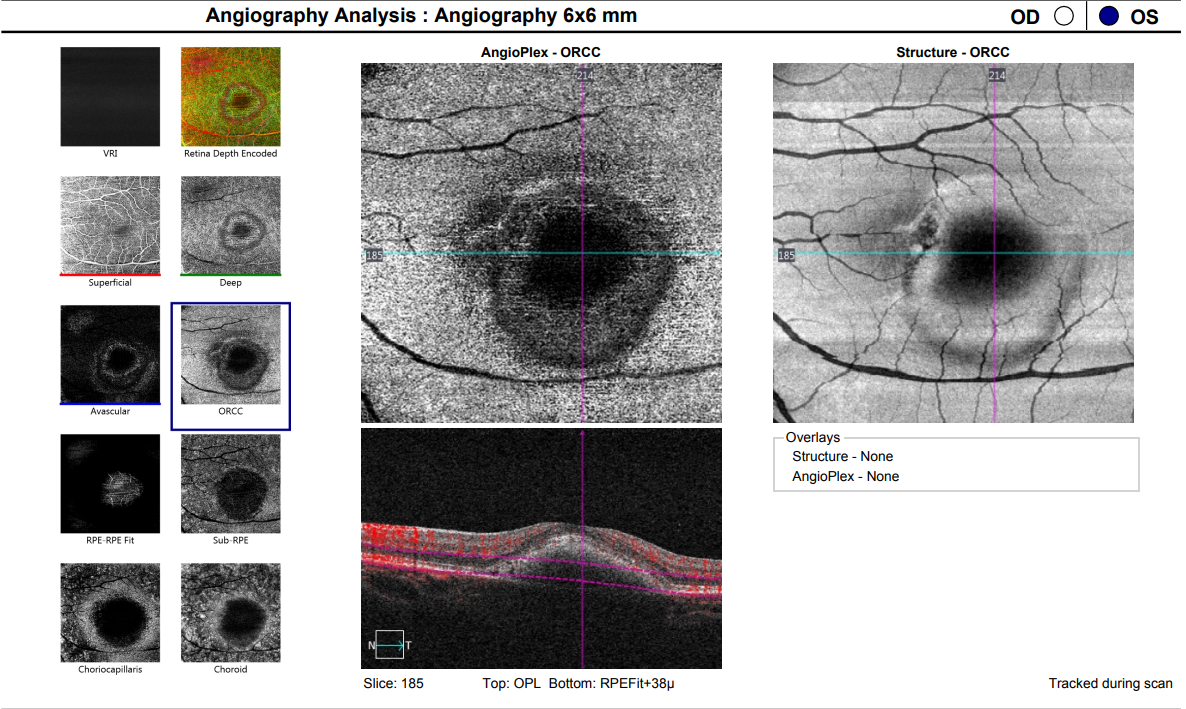 Angiography Analysis : Angiography 6x6 mm
OD OS
AngioPlex - ORCC
Structure - ORCC
VRI
Retina Depth Encoded
Superficial
Deep
Avascular
ORCC
RPE-RPE Fit
Sub-RPE
Choriocapillaris
Choroid
214
185
214
185
N T
Overlays
Structure - None
AngioPlex - None
Slice: 185 Top: OPL Bottom: RPEFit+38µ
Tracked during scan